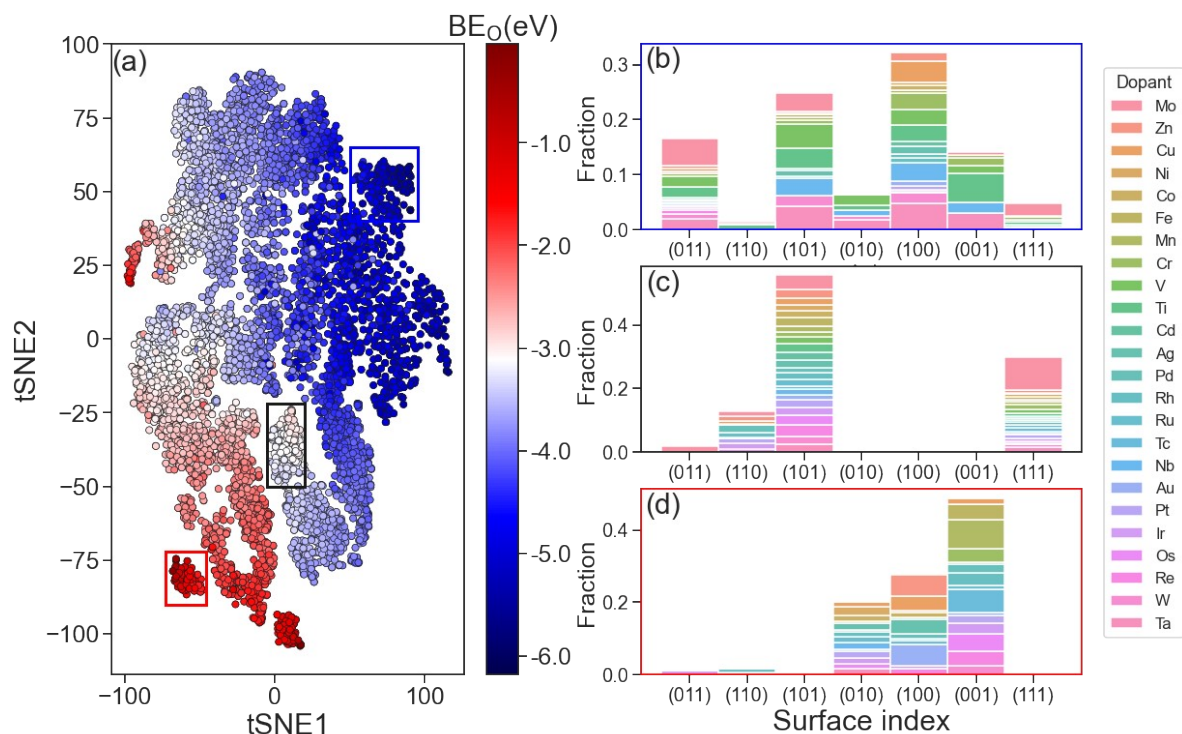 BE_O(eV)
(a)
100
75
50
25
0
−25
−50
−75
−100
tSNE2
−100
0
100
tSNE1
-1.0
-2.0
-3.0
-4.0
-5.0
-6.0
(b)
Fraction
0.3
0.2
0.1
0.0
(011) (110) (101) (010) (100) (001) (111)
(c)
Fraction
0.4
0.2
0.0
(011) (110) (101) (010) (100) (001) (111)
(d)
Fraction
0.4
0.2
0.0
(011) (110) (101) (010) (100) (001) (111)
Surface index
Dopant
Mo
Zn
Cu
Ni
Co
Fe
Mn
Cr
V
Ti
Cd
Ag
Pd
Rh
Ru
Tc
Nb
Au
Pt
Ir
Os
Re
W
Ta